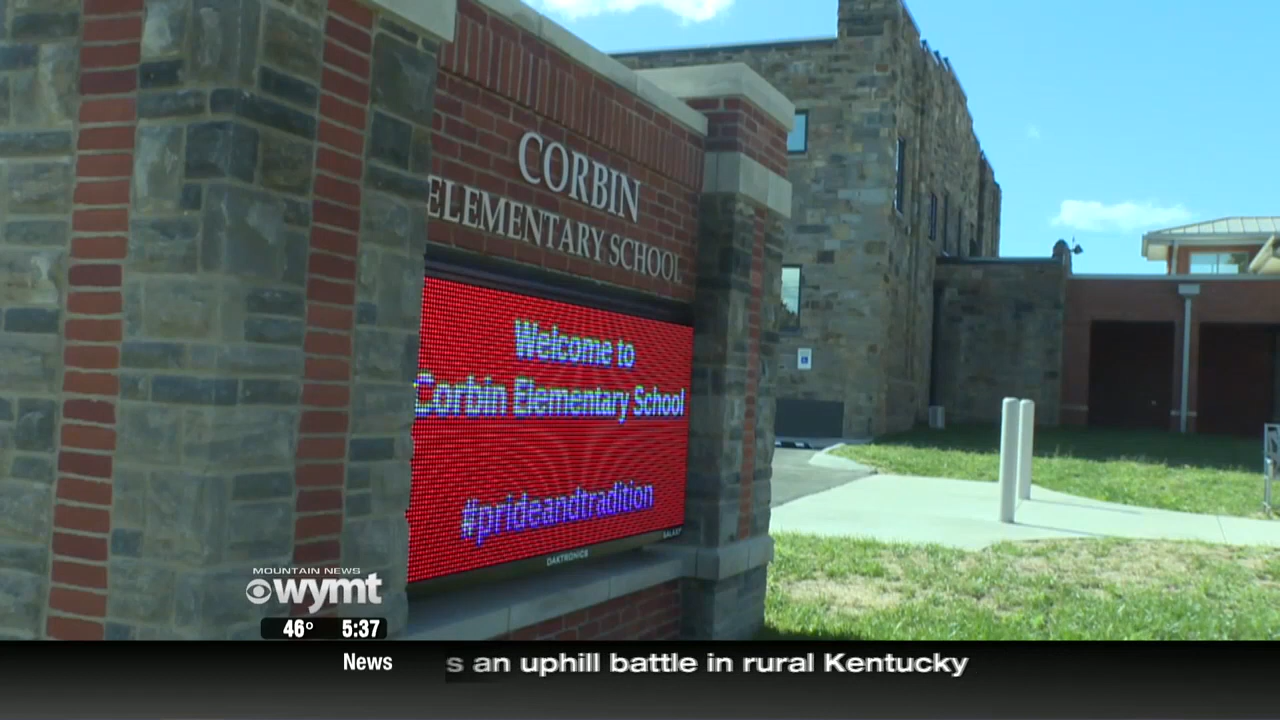 CORBIN
ELEMENTARY SCHOOL
Welcome to
Corbin Elementary School
#prideandtradition
DAKTRONICS
GALAXY
MOUNTAIN NEWS
wymt
46° 5:37
News s an uphill battle in rural Kentucky